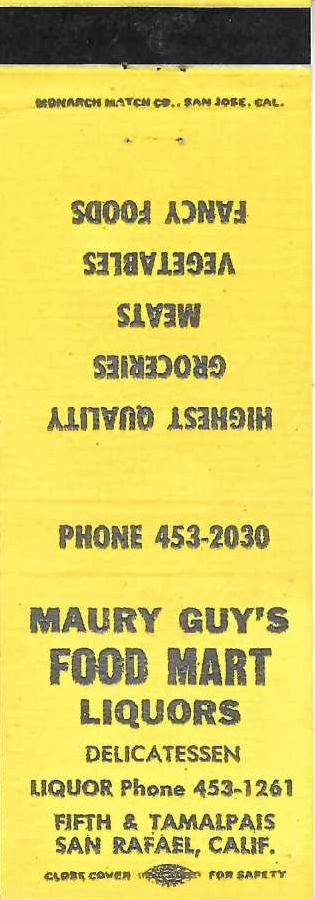 MONARCH MATCH CO., SAN JOSE, CAL.
HIGHEST QUALITY
GROCERIES
MEATS
VEGETABLES
FANCY FOODS
PHONE 453-2030
MAURY GUY'S
FOOD MART
LIQUORS
DELICATESSEN
LIQUOR Phone 453-1261
FIFTH & TAMALPAIS
SAN RAFAEL, CALIF.
CLOSE COVER FOR SAFETY